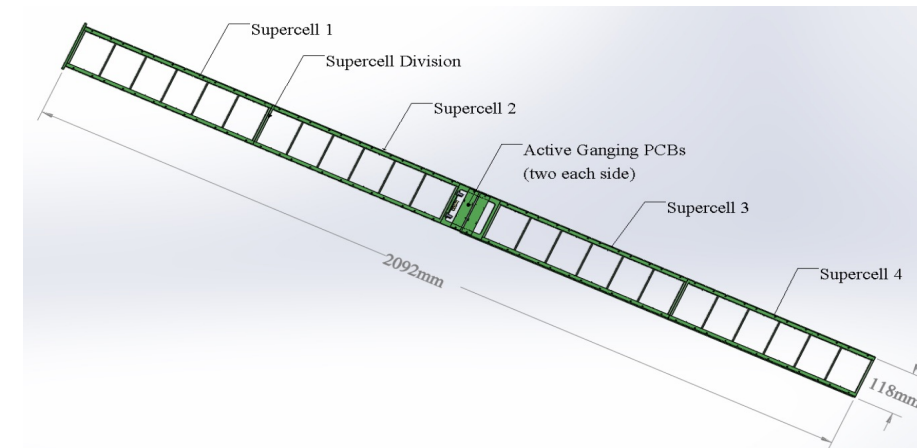 Supercell 1
Supercell Division
Supercell 2
Active Ganging PCBs
(two each side)
Supercell 3
Supercell 4
2092mm
118mm